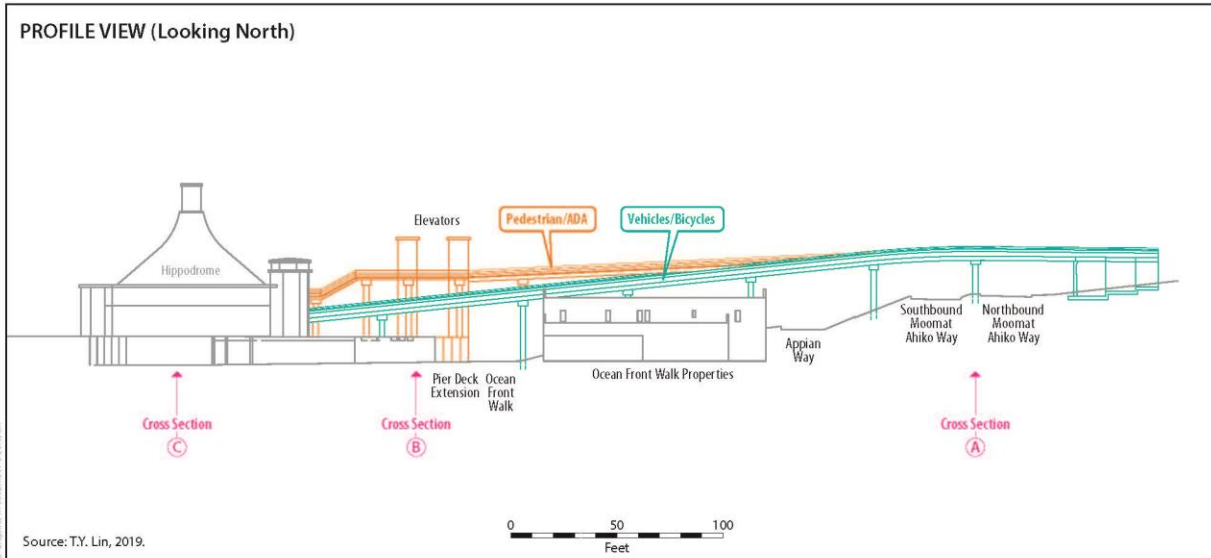 PROFILE VIEW (Looking North)
Elevators
Pedestrian/ADA
Vehicles/Bicycles
Hippodrome
Southbound
Moomat
Ahiko Way
Northbound
Moomat
Ahiko Way
Appian
Way
Pier Deck
Extension
Ocean
Front
Walk
Ocean Front Walk Properties
Cross Section
C
Cross Section
B
Cross Section
A
0 50 100
Feet
Source: T.Y. Lin, 2019.